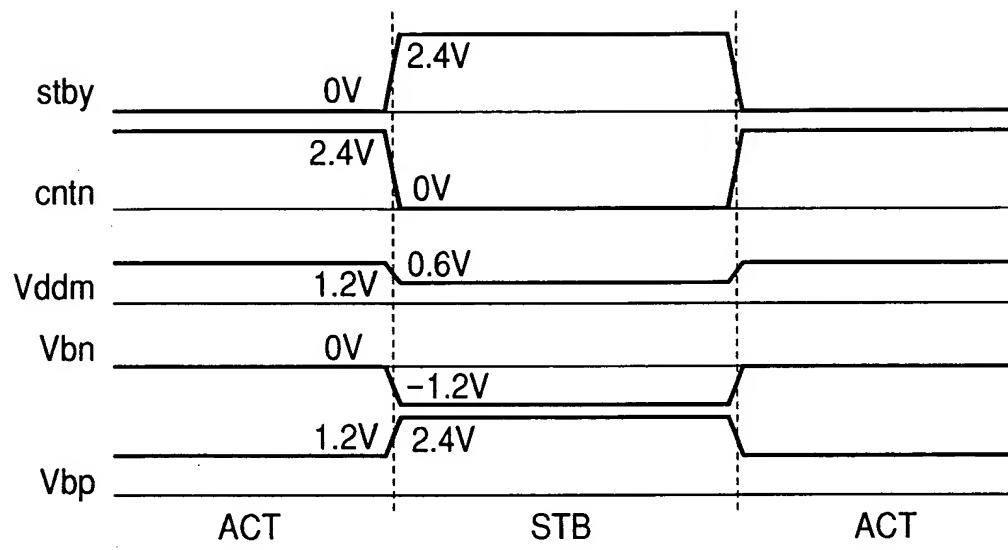 2.4V
stby 0V
2.4V
cntn 0V
0.6V
Vddm 1.2V
Vbn 0V
−1.2V
1.2V 2.4V
Vbp
ACT STB ACT